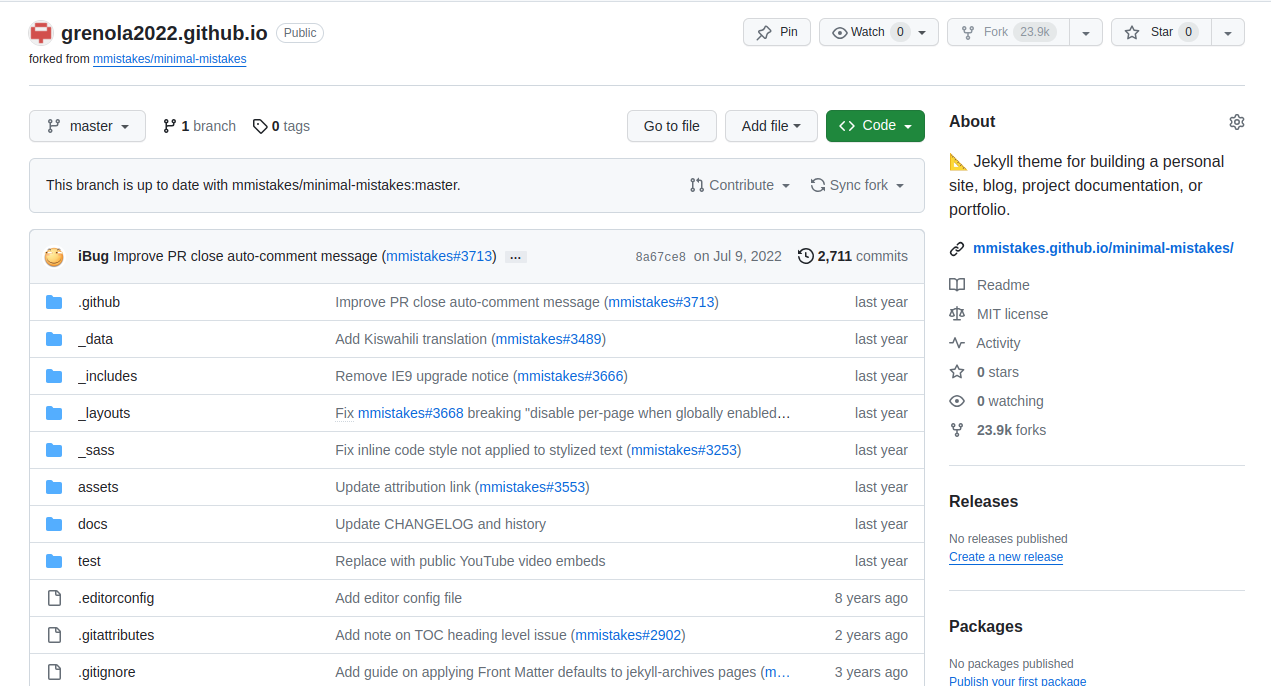 grenola2022.github.io Public
Pin
Watch 0
Fork 23.9k
Star 0
forked from mmistakes/minimal-mistakes
master
1 branch
0 tags
Go to file
Add file
Code
This branch is up to date with mmistakes/minimal-mistakes:master.
Contribute
Sync fork
iBug Improve PR close auto-comment message (mmistakes#3713) ... 8a67ce8 on Jul 9, 2022 2,711 commits
.github Improve PR close auto-comment message (mmistakes#3713) last year
_data Add Kiswahili translation (mmistakes#3489) last year
_includes Remove IE9 upgrade notice (mmistakes#3666) last year
_layouts Fix mmistakes#3668 breaking "disable per-page when globally enabled… last year
_sass Fix inline code style not applied to stylized text (mmistakes#3253) last year
assets Update attribution link (mmistakes#3553) last year
docs Update CHANGELOG and history last year
test Replace with public YouTube video embeds last year
.editorconfig Add editor config file 8 years ago
.gitattributes Add note on TOC heading level issue (mmistakes#2902) 2 years ago
.gitignore Add guide on applying Front Matter defaults to jekyll-archives pages (m… 3 years ago
About
📐 Jekyll theme for building a personal
site, blog, project documentation, or
portfolio.
mmistakes.github.io/minimal-mistakes/
Readme
MIT license
Activity
0 stars
0 watching
23.9k forks
Releases
No releases published
Create a new release
Packages
No packages published
Publish your first package